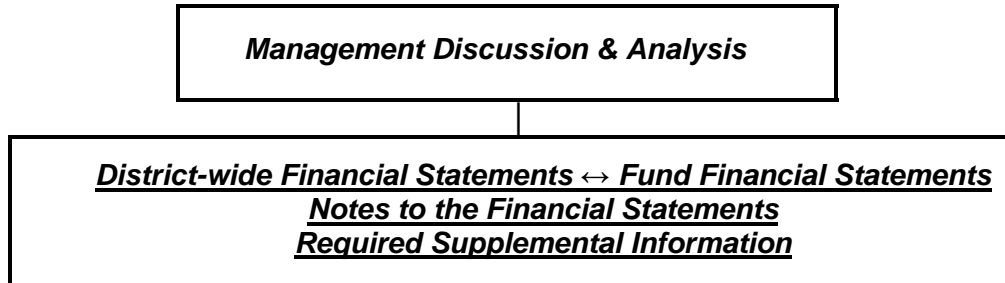 Management Discussion & Analysis
District-wide Financial Statements ↔ Fund Financial Statements
Notes to the Financial Statements
Required Supplemental Information